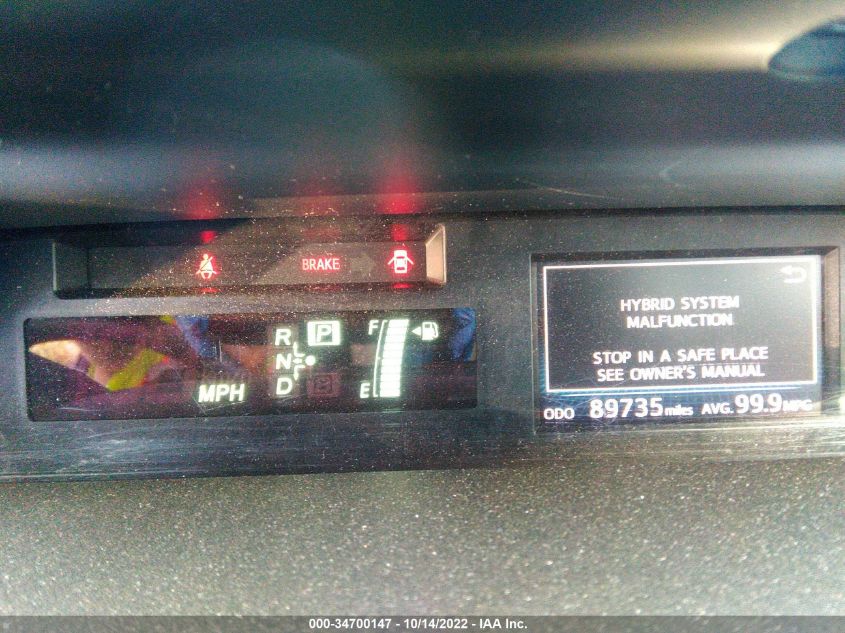 BRAKE
HYBRID SYSTEM
MALFUNCTION
STOP IN A SAFE PLACE
SEE OWNER'S MANUAL
ODO 89735 miles AVG. 99.9 MPG
MPH
R
P
N
D
P
F
E
000-34700147 - 10/14/2022 - IAA Inc.